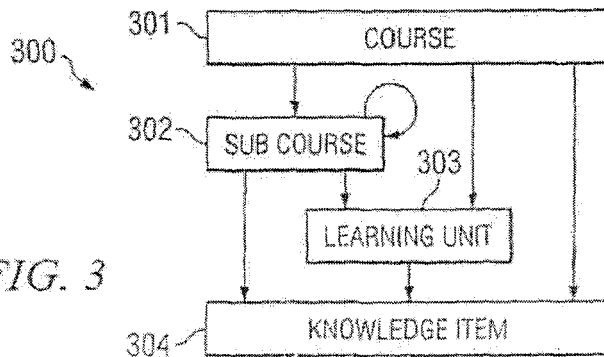 301
COURSE
300
302
SUB COURSE
303
LEARNING UNIT
FIG. 3
304
KNOWLEDGE ITEM